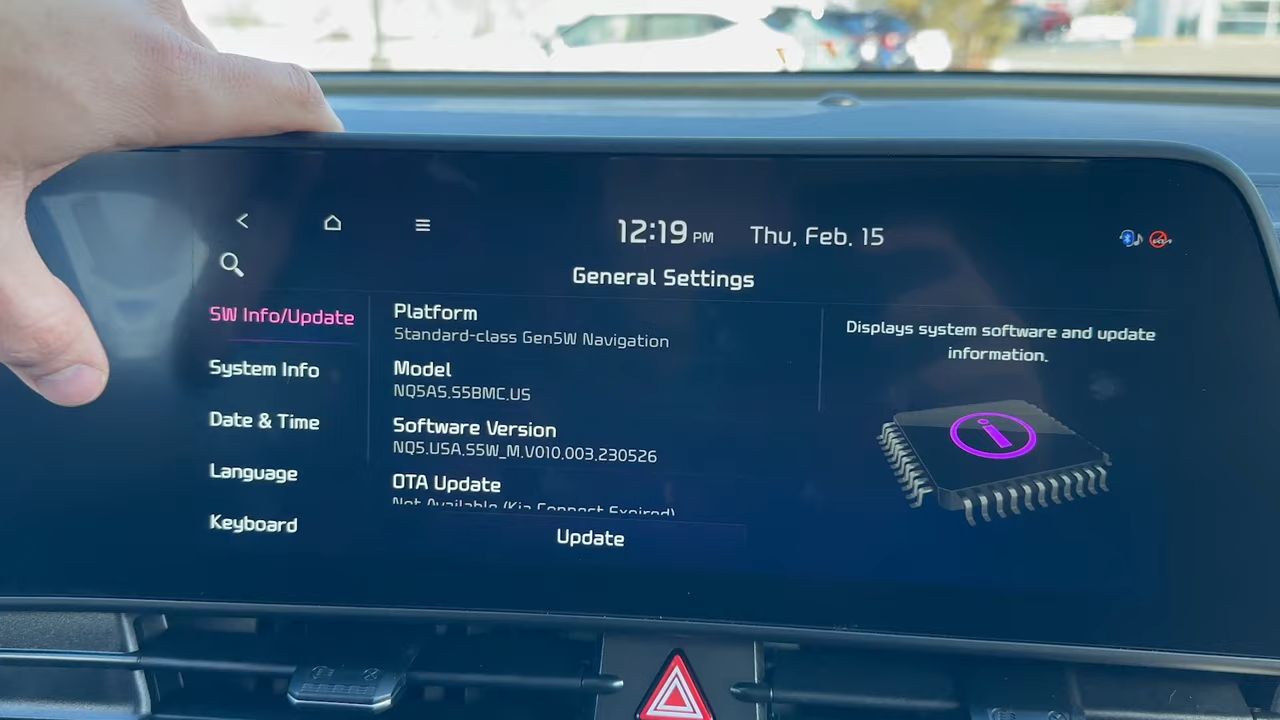 12:19 PM Thu, Feb. 15
General Settings
SW Info/Update
System Info
Date & Time
Language
Keyboard
Platform
Standard-class Gen5W Navigation
Model
NQ5AS.S5BMC.US
Software Version
NQ5.USA.S5W_M.V010.003.230526
OTA Update
Not Available (Kia Connect Expired)
Update
Displays system software and update
information.